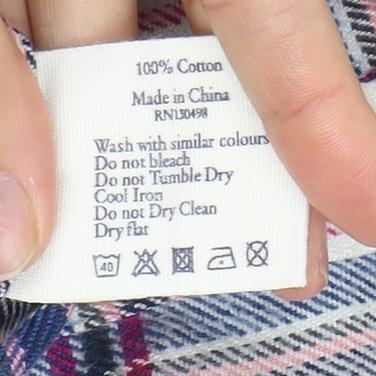 100% Cotton
Made in China
RN130498
Wash with similar colours
Do not bleach
Do not Tumble Dry
Cool Iron
Do not Dry Clean
Dry flat
40